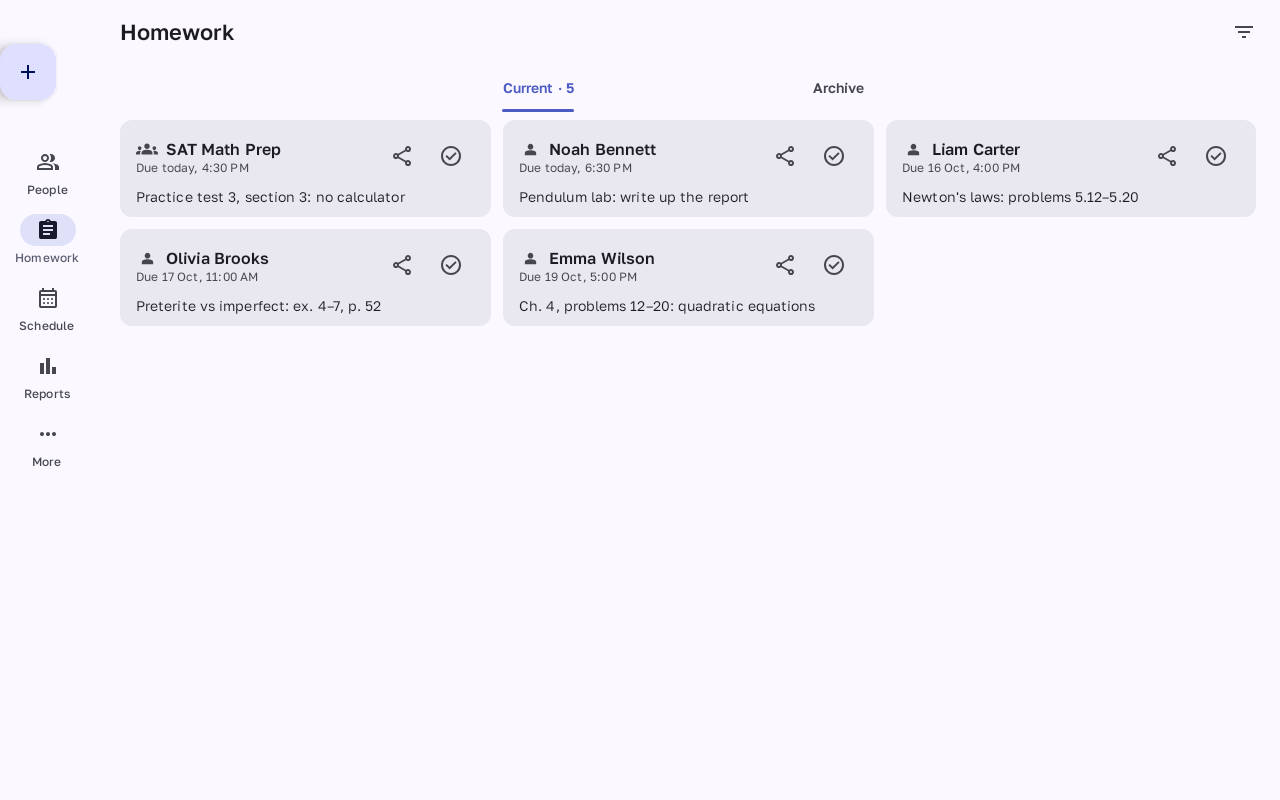 Homework
Current · 5
Archive
People
Homework
Schedule
Reports
More
SAT Math Prep
Due today, 4:30 PM
Practice test 3, section 3: no calculator
Noah Bennett
Due today, 6:30 PM
Pendulum lab: write up the report
Liam Carter
Due 16 Oct, 4:00 PM
Newton's laws: problems 5.12–5.20
Olivia Brooks
Due 17 Oct, 11:00 AM
Preterite vs imperfect: ex. 4–7, p. 52
Emma Wilson
Due 19 Oct, 5:00 PM
Ch. 4, problems 12–20: quadratic equations